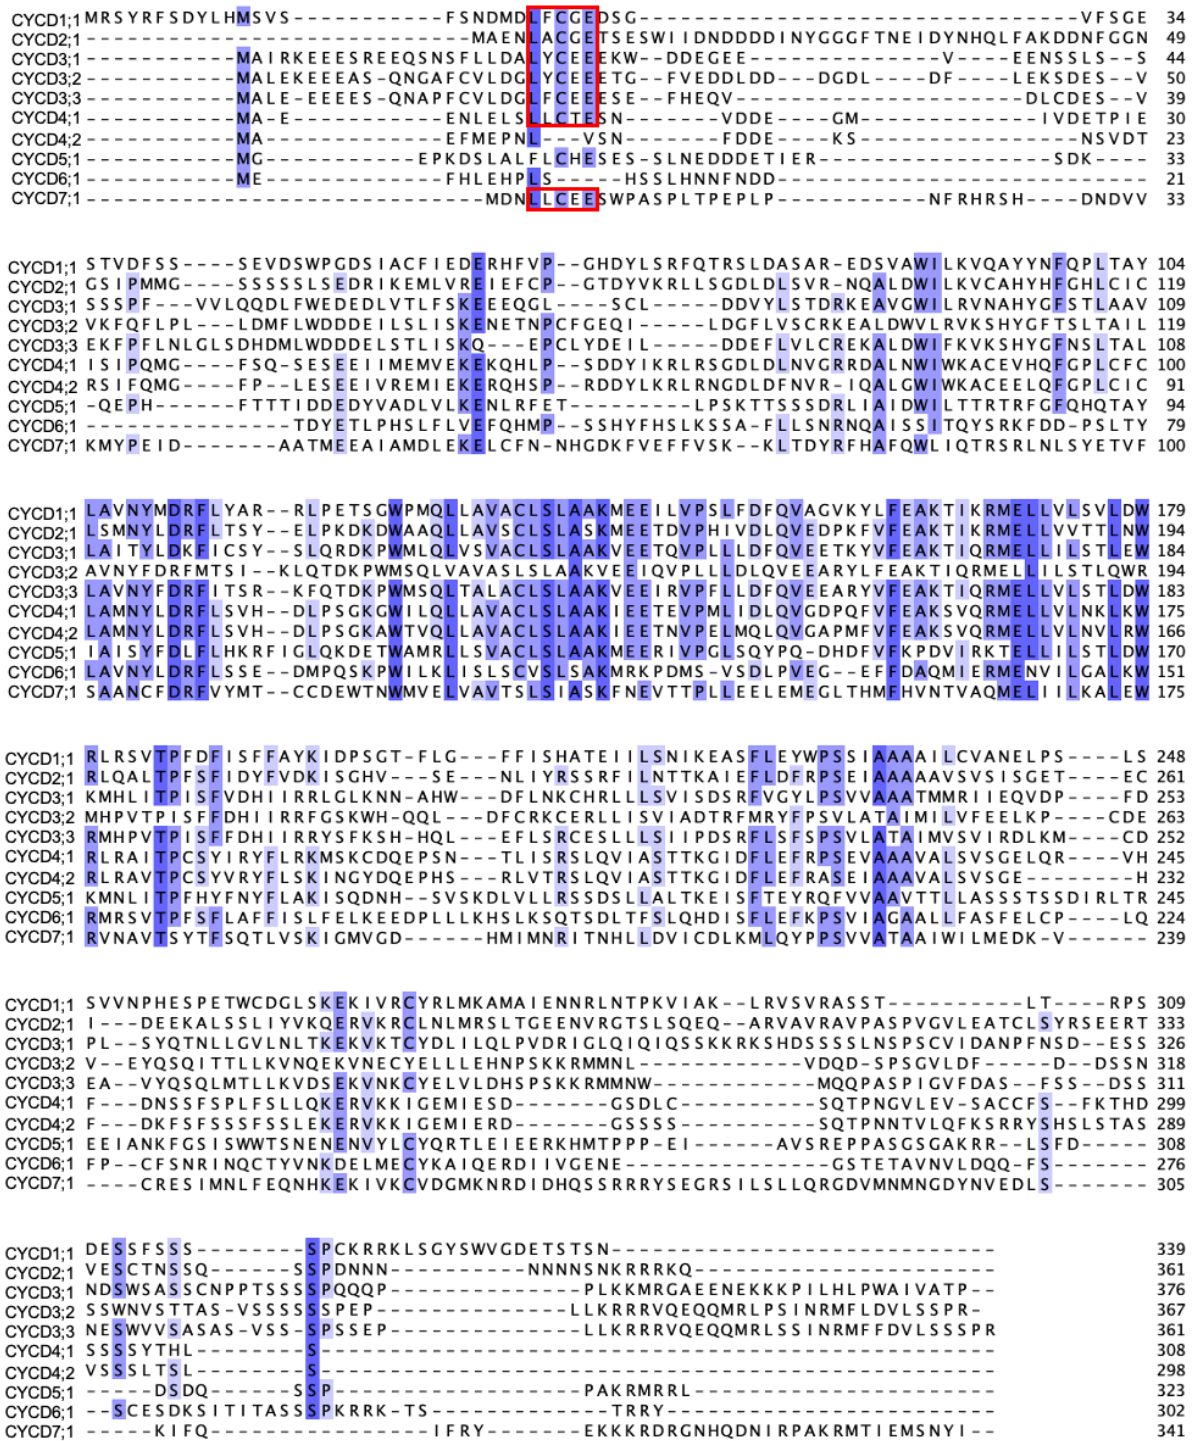 CYCD1;1 MRSYRFSDYLHMSVS-----------FSNDMDLFCGEDSG--------------------------------VFSGE 34
CYCD2;1 ----------------------------MAENLACGETSESWIIDNDDDDINYGGGFTNEIDYNHQLFAKDDNFGGN 49
CYCD3;1 -----------MAIRKEEESREEQSNSFLLDALYCEEEKW--DDEGEE--------------V----EENSSLS--S 44
CYCD3;2 -----------MAIRKEEEAS-QNGAFCVLDGLYCEEETG--FVEDDLDD---DGDL----DF----LEKSDES--V 50
CYCD3;3 -----------MALE-EEEES-QNAPFCVLDGLFCEEESE--FHEQV---------------------DLCDES--V 39
CYCD4;1 -----------MA-E-----------ENLELSLLCTESN-------VDDE----GM-------------IVDETPIE 30
CYCD4;2 -----------MA-------------EFMEPNL---VSN-------FDDE----KS----------------NSVDT 23
CYCD5;1 -----------MG-----------EPKDSLALFLCHESES-SLNEDDDETIER-----------------SDK---- 33
CYCD6;1 -----------ME-------------FHLEHPLS-----HSSLHNNFNDD--------------------------- 21
CYCD7;1 -----------------------------MDNLLCEESWPASPLTPEPLP-----------NFRHRSH----DNDVV 33
CYCD1;1 STVDFSS----SEVDSWPGDSIACFIEDERHFVP--GHDYLSRFQTRSLDASAR-EDSVAWILKVQAYYNFQPLTAY 104
CYCD2;1 GSIPMMG----SSSSSLSEDRIKEMLVREIEFCP--GTDYVKRLLSGDLDLSVR-NQALDWILKVCAHYHFGHLCIC 119
CYCD3;1 SSSPF---VVLQQDLFWEDEDLVTLFSKEEEQGL---SCL-----DDVYLSTDRKEAVGWILRVNAHYGFSTLAAV 109
CYCD3;2 VKFQFLPL----LDMFLWDDDEILSLISKENETNPCFGEQI-----LDGFLVSCRKEALDWVLRVKSHYGFTSLTAIL 119
CYCD3;3 EKFPFLNLGLSDHDMLWDDDELSTLISKQ---EPCLYDEIL-----DDEFLVLCREKALDWIFKVKSHYGFNSLTAL 108
CYCD4;1 ISIPQMG----FSQ-SESEEIIMEMVEKEKQHLP--SDDYIKRLRSGDLDLNVGRRDALNWIWKACEVHQFGPLCFC 100
CYCD4;2 RSIFQMG----FP--LESEEIVREMIEKERQHSP--RDDYLKRLRNGDLDFNVR-IQALGWIWKACEELQFGPLCIC 91
CYCD5;1 -QEPH------FTTTIDDEDYVADLVLKENLRFET---------LPSKTTSSSDRLIAIDWILTTRTRFGFQHQTAY 94
CYCD6;1 ---------------TDYETLPHSLFLVEFQHMP--SSHYFHSLKSSA-FLLSNRNQAISSITQYSRKFDD-PSLTY 79
CYCD7;1 KMYPEID------AATMEEAIAMDLEKELCFN-NHGDKFVEFFVSK--KLTDYRFHAFQWLIQTRSRLNLSYETVF 100
CYCD1;1 LAVNYMDRFLYAR--RLPETSGWPMQLLAVACLSLAAKMEEILVPSLFDFQVAGVKYLFEAKTIKRMELLVLSVLDW 179
CYCD2;1 LSMNYLDRFLTSY--ELPKDKDWAAQLLAVSCLSLASKMEETDVPHIVDLQVEDPKFVFEAKTIKRMELLVVTTLNW 194
CYCD3;1 LAITYLDKFICSY--SLQRDKPWMLQLVSVACLSLAAKVEETQVPLLLDFQVEETKYVFEAKTIQRMELLILSTLEW 184
CYCD3;2 AVNYFDRFMTSI--KLQTDKPWMSQLVAVASLSLAAKVEEIQVPLLLDLQVEEARYLFEAKTIQRMELLILSTLQWR 194
CYCD3;3 LAVNYFDRFITSR--KFQTDKPWMSQLTALACLSLAAKVEEIRVPFLLDFQVEEARYVFEAKTIQRMELLVLSTLDW 183
CYCD4;1 LAMNYLDRFLSVH--DLPSGKGWILQLLAVACLSLAAKIEETEVPMLIDLQVGDPQFVFEAKSVQRMELLVLNKLKW 175
CYCD4;2 LAMNYLDRFLSVH--DLPSGKAWTVQLLAVACLSLAAKIEETNVPELMQLQVGAPMFVFEAKSVQRMELLVLNVLRW 166
CYCD5;1 IAISYFDLFLHKRFIGLQKDETWAMRLLSVACLSLAAKMEERIVPGLSQYPQ-DHDFVFKPDVIRKTELLILSTLDW 170
CYCD6;1 LAVNYLDRFLSSE--DMPQSKPWILKLISLSCVSLSAKMRKPDMS-VSDLPVEG--EFFDAQMIERMENVILGALKW 151
CYCD7;1 SAANCFDRFVYMT--CCDEWTNWMVELVAVTSLSIASKFNEVTTPLLEELEMEGLTHMFHVNTVAQMELIILKALEW 175
CYCD1;1 RLRSVTPFDFISFFAYKIDPSGT-FLG---FFISHATEIILSNIKEASFLEYWPSSIAAAAILCVANELPS----LS 248
CYCD2;1 RLQALTPFSFIDYFVDKISGHV---SE---NLIYRSSRFILNTTKAIEFLDFRPSEIAAAAAVSVSISGET----EC 261
CYCD3;1 KMHLITPISFVDHIIRRLGLKNN-AHW---DFLNKCHRLLLSVISDSRFVGYLPSVVAAATMMRIIEQVDP----FD 253
CYCD3;2 MHPVTPISFFDHIIRRFGSKWH-QQL---DFCRKCERLLISVIADTRFMRYFPSVLATAIMILVFEELKP----CDE 263
CYCD3;3 RMHPVTPISFFDHIIRRYSFKSH-HQL---EFLSRCESLLLSIIPDSRFLSFSPSVLATAIMVSVIRDLKM----CD 252
CYCD4;1 RLRAITPCSYIRYFLRKMSKCDQEPSN---TLISRSLQVIASTTKGIDFLEFRPSEVAAAVALSVSGELQR----VH 245
CYCD4;2 RLRAVTPCSYVRYFLSKINGYDQEPHS---RLVTRSLQVIASTTKGIDFLEFRASEIAAAVALSVSGE-------H 232
CYCD5;1 KMNLITPFHYFNYFLAKISQDNH---SVSKDLVLLRSSDSLLALTKEISFTEYRQFVVAAVTTLLASSSTSSDIRLTR 245
CYCD6;1 RMRSVTPFSFLAFFISLFELKEEDPLLLKHSLKSQTSDLTFSLQHDISFLEFKPSVIAGAALLFASFELCP----LQ 224
CYCD7;1 RVNAVTSYTFSQTLVSKIGMVGD------HMIMNRITNHLLDVICDLKMLQYPPSVVATAAIWILMEDK-V------ 239
CYCD1;1 SVVNPHESPETWCDGLSKEKIVRCYRLMKAMAIENNRLNTPKVIAK--LRVSVRASST----------LT----RPS 309
CYCD2;1 I---DEEKALSSLIYVKQERVKRCLNLMRSLTGEENVRGTSLSQEQ--ARVAVRAVPASPVGVLEATCLSYRSEERT 333
CYCD3;1 PL--SYQTNLLGVLNLTKEKVKTCYDLILQLPVDRIGLQIQIQSSKKRKSHDSSSSLNSPSCVIDANPFNSD--ESS 326
CYCD3;2 V--EYQSQITTLLKVNQEKVNECYELLLEHNPSKKRMMNL-------------VDQD-SPSGVLDF----D--DSSN 318
CYCD3;3 EA--VYQSQLMTLLKVDSEKVNKCYELVLDHSPSKKRMMNW------------MQQPASPIGVFDAS--FSS--DSS 311
CYCD4;1 F---DNSSFSPLFSLLQKERVKKIGEMIESD-------GSDLC----------SQTPNGVLEV-SACCFS--FKTHD 299
CYCD4;2 F---DKFSFSSSFSSLEKERVKKIGEMIERD-------GSSSS----------SQTPNNTVLQFKSRRYSHSLSTAS 289
CYCD5;1 EEIANKFGSISWWTSNENENVYLCYQRTLEIEERKHMTPPP--EI------AVSREPPASGSGAKRR--LSFD---- 308
CYCD6;1 FP--CFSNRINQCTYVNKDELMECYKAIQERDIIVGENE---------------GSTETAVNVLDQQ-FS------- 276
CYCD7;1 ----CRESIMNLFEQNHKEKIVKCVDGMKNRDIDHQSSRRRYSEGRSILSLLQRGDVMNMNGDYNVEDLS------- 305
CYCD1;1 DESSFSSS--------SPCKRRKLSGYSWVGDETSTSN---------------------------- 339
CYCD2;1 VESCTNSSQ-------SSPDNNN----------NNNNSNKRRRKQ---------------------- 361
CYCD3;1 NDSWSASSCNPPTSSSSPQQQP--------------PLKKMRGAEENEKKKPILHLPWAIVATP-- 376
CYCD3;2 SSWNVSTTAS-VSSSSSSPEP--------------LLKRRRVQEQQMRLPSINRMFLDVLSSPR- 367
CYCD3;3 NESWVVSASAS-VSS-SPSSEP-------------LLKRRRVQEQQMRLSSINRMFFDVLSSSPR 361
CYCD4;1 SSSSYTHL--------S------------------------------------------------- 308
CYCD4;2 VSSSLTSL--------S------------------------------------------------- 298
CYCD5;1 -----DSDQ------SSP------------------PAKRMRRL---------------------- 323
CYCD6;1 --SCESDKSITITASSSPKRRK-TS-----------TRRY-------------------------- 302
CYCD7;1 -----KIFQ----------------IFRY-------EKKKRDRGNHQDNIRPAKRMTIEMSNYI-- 341